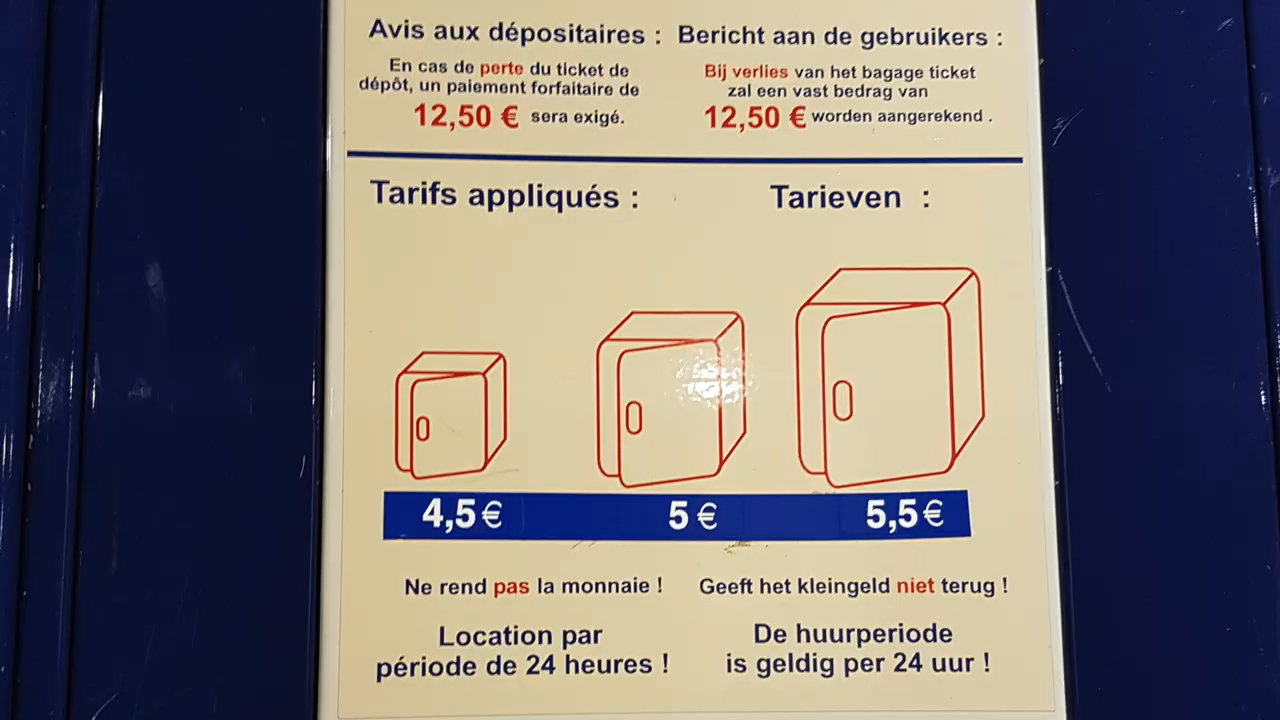 Avis aux dépositaires :
En cas de perte du ticket de
dépôt, un paiement forfaitaire de
12,50 € sera exigé.
Bericht aan de gebruikers :
Bij verlies van het bagage ticket
zal een vast bedrag van
12,50 € worden aangerekend .
Tarifs appliqués :
Tarieven :
4,5 €
5 €
5,5 €
Ne rend pas la monnaie !
Geeft het kleingeld niet terug !
Location par
période de 24 heures !
De huurperiode
is geldig per 24 uur !